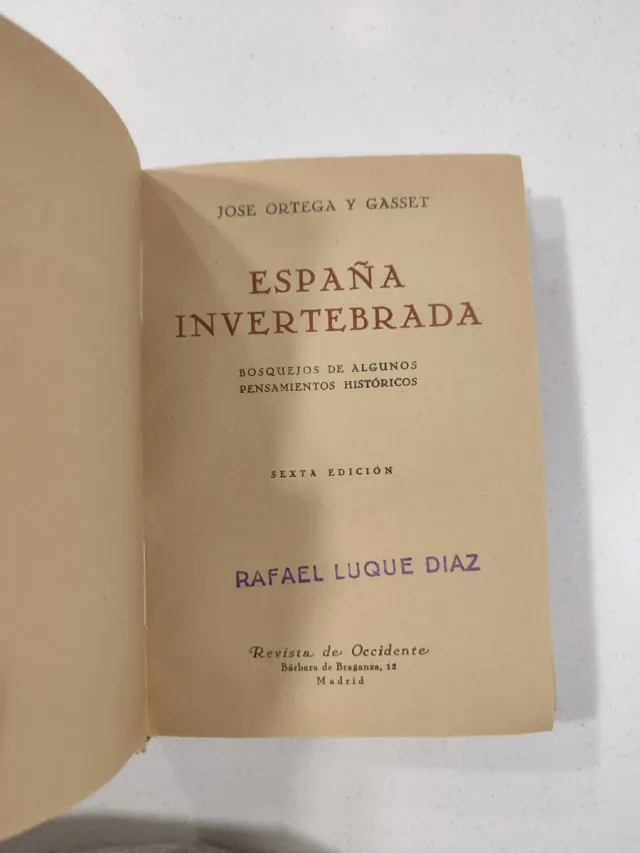 JOSE ORTEGA Y GASSET
ESPAÑA
INVERTEBRADA
BOSQUEJOS DE ALGUNOS
PENSAMIENTOS HISTÓRICOS
SEXTA EDICIÓN
RAFAEL LUQUE DIAZ
Revista de Occidente
Bárbara de Braganza, 12
Madrid